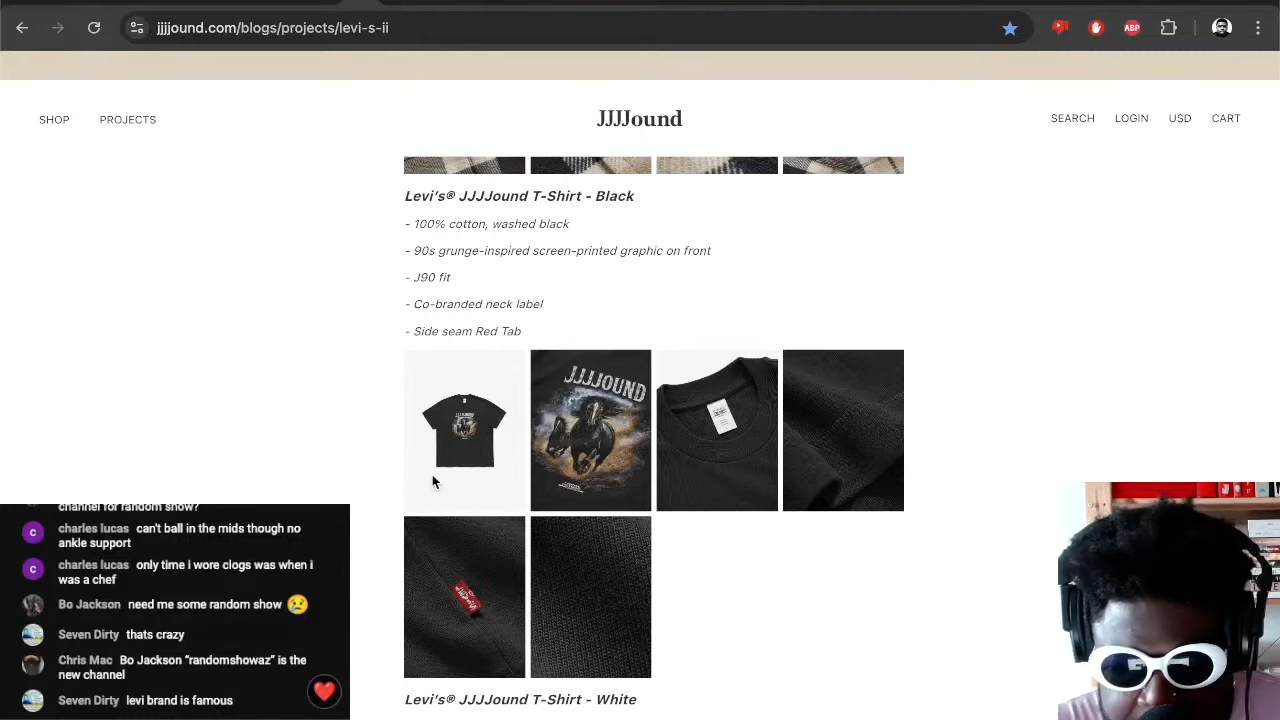 jjjjound.com/blogs/projects/levi-s-ii
ABP
SHOP PROJECTS JJJJound SEARCH LOGIN USD CART
Levi's® JJJJound T-Shirt - Black
- 100% cotton, washed black
- 90s grunge-inspired screen-printed graphic on front
- J90 fit
- Co-branded neck label
- Side seam Red Tab
JJJJOUND
JJJJOUND
channel for random show?
charles lucas can't ball in the mids though no
ankle support
charles lucas only time i wore clogs was when i
was a chef
Bo Jackson need me some random show 😢
Seven Dirty thats crazy
Chris Mac Bo Jackson “randomshowaz” is the
new channel
Seven Dirty levi brand is famous
Levi's® JJJJound T-Shirt - White